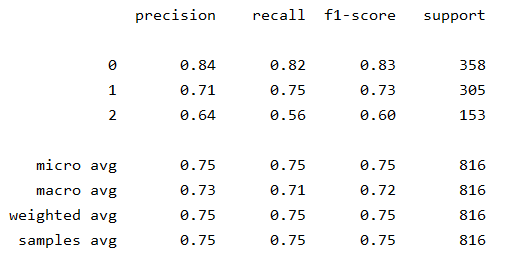 precision recall f1-score support
0 0.84 0.82 0.83 358
1 0.71 0.75 0.73 305
2 0.64 0.56 0.60 153
micro avg 0.75 0.75 0.75 816
macro avg 0.73 0.71 0.72 816
weighted avg 0.75 0.75 0.75 816
samples avg 0.75 0.75 0.75 816